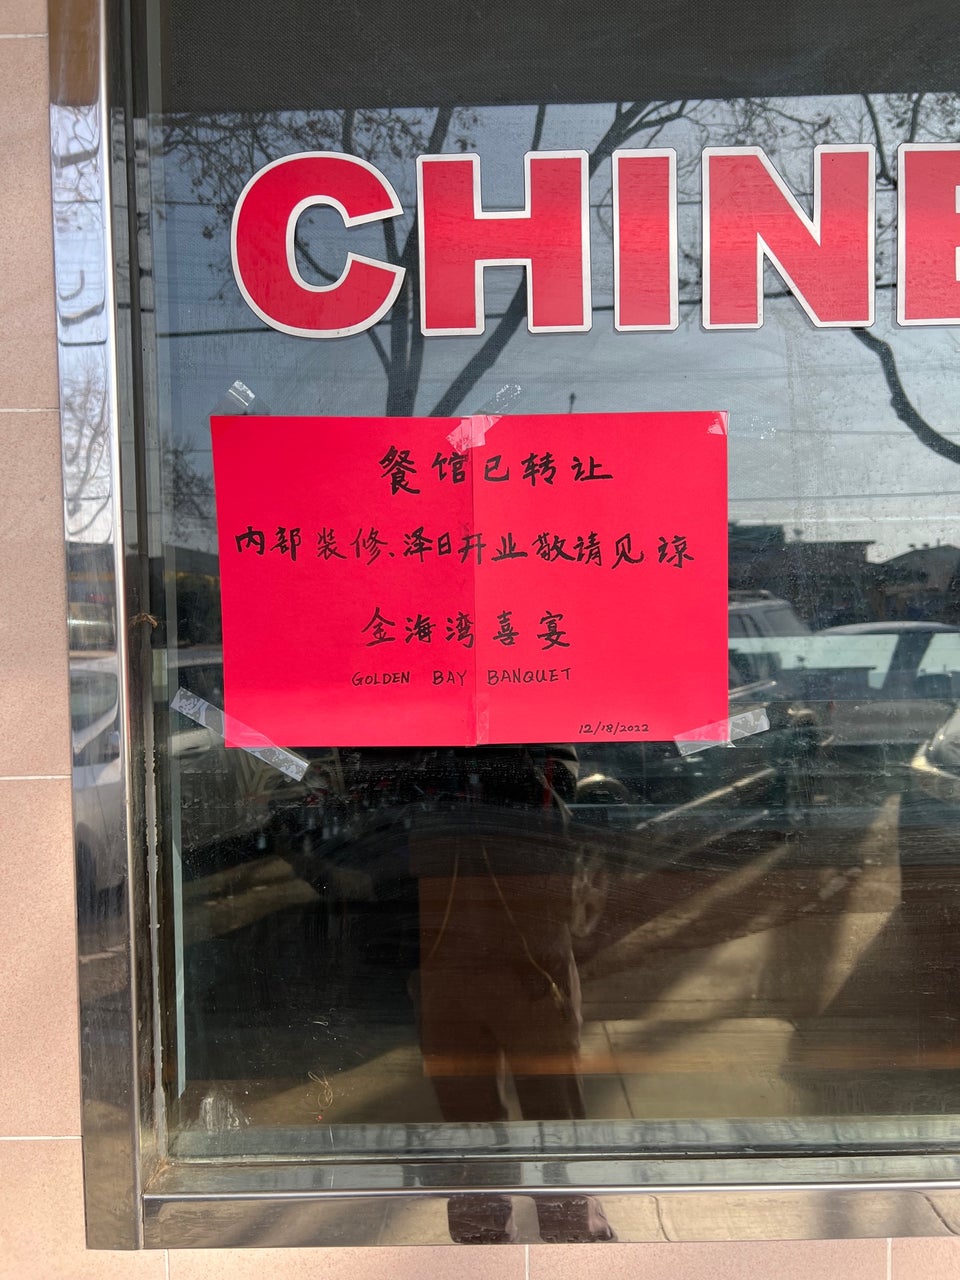 CHINE
餐馆已转让
内部装修、泽日开业敬请见谅
金海湾喜宴
GOLDEN BAY BANQUET
12/18/2022